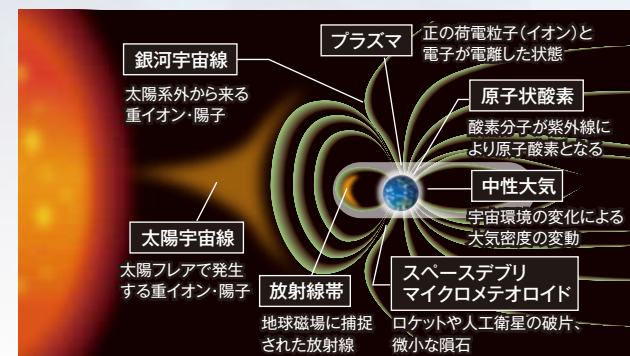 銀河宇宙線
太陽系外から来る
重イオン・陽子
プラズマ
正の荷電粒子(イオン)と
電子が電離した状態
原子状酸素
酸素分子が紫外線に
より原子酸素となる
中性大気
宇宙環境の変化による
大気密度の変動
太陽宇宙線
太陽フレアで発生
する重イオン・陽子
放射線帯
地球磁場に捕捉
された放射線
スペースデブリ
マイクロメテオロイド
ロケットや人工衛星の破片、
微小な隕石